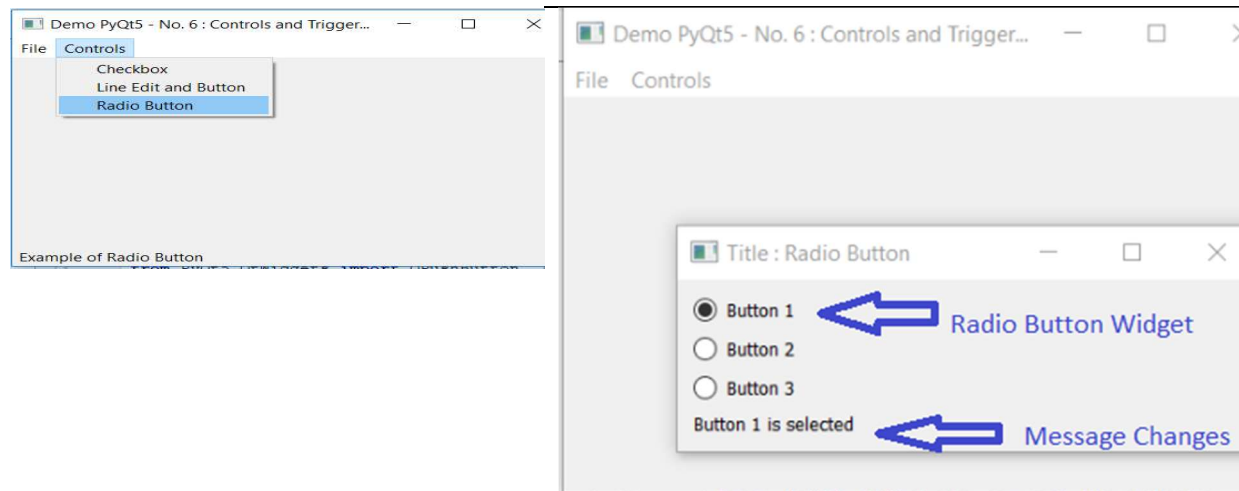 Demo PyQt5 - No. 6 : Controls and Trigger...
File Controls
Checkbox
Line Edit and Button
Radio Button
Example of Radio Button
Demo PyQt5 - No. 6 : Controls and Trigger...
File Controls
Title : Radio Button
Button 1
Radio Button Widget
Button 2
Button 3
Button 1 is selected
Message Changes